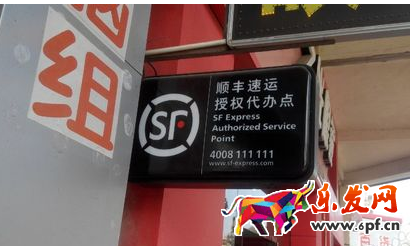 组
SF
顺丰速运
授权代办点
SF Express
Authorized Service
Point
4008 111 111
www.sf-express.com
乐发网
www.6pf.cn